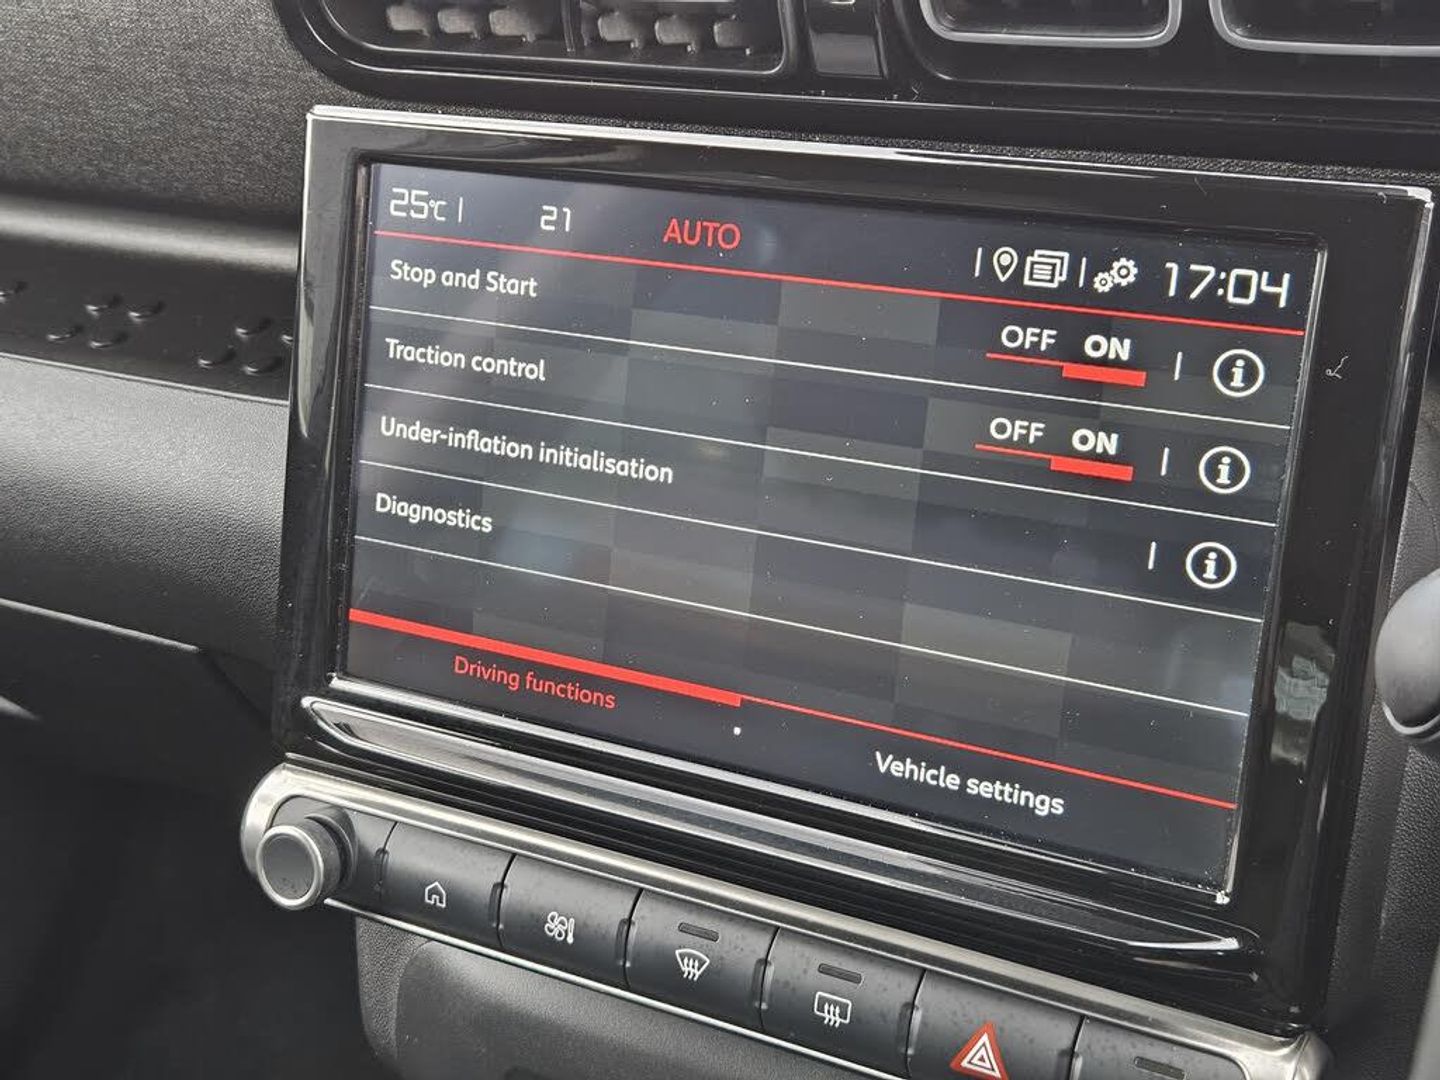 25°C 21 AUTO 17:04
Stop and Start OFF ON
Traction control OFF ON
Under-inflation initialisation
Diagnostics
Driving functions Vehicle settings